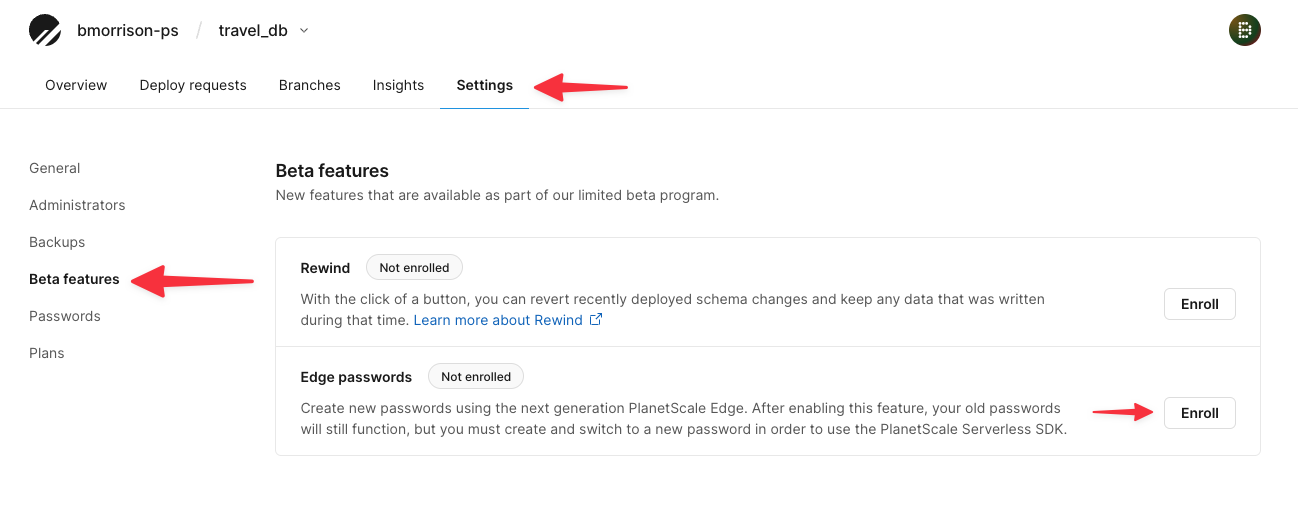 bmorrison-ps / travel_db
Overview Deploy requests Branches Insights Settings
General
Administrators
Backups
Beta features
Passwords
Plans
Beta features
New features that are available as part of our limited beta program.
Rewind Not enrolled
With the click of a button, you can revert recently deployed schema changes and keep any data that was written
during that time. Learn more about Rewind
Enroll
Edge passwords Not enrolled
Create new passwords using the next generation PlanetScale Edge. After enabling this feature, your old passwords
will still function, but you must create and switch to a new password in order to use the PlanetScale Serverless SDK.
Enroll
B